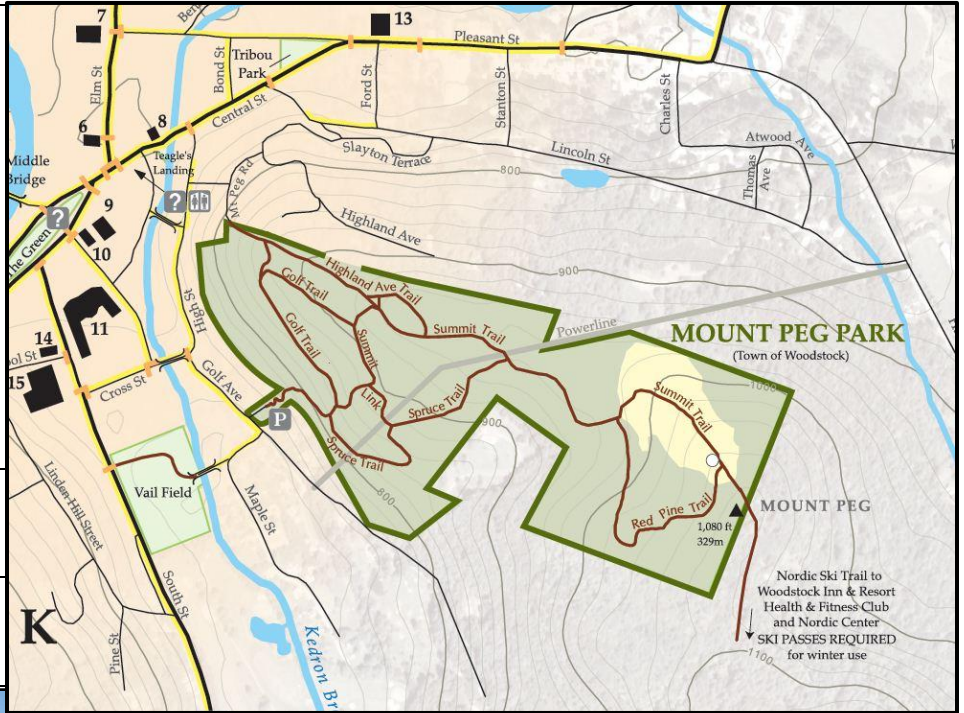 7
13
Pleasant St
Elm St
Bond St
Tribou
Park
Ford St
Stanton St
Charles St
Central St
6
8
Teagle's
Landing
Slayton Terrace
Lincoln St
800
Atwood Ave
Thomas
Ave
Middle
Bridge
?
?
Mt Peg Rd
9
10
The Green
Highland Ave
900
High St
Highland Ave Trail
Golf Trail
Golf Trail
Summit Trail
Powerline
MOUNT PEG PARK
(Town of Woodstock)
11
14
ool St
15
Cross St
Golf Ave
Summit
Link
Spruce Trail
1000
Summit Trail
P
900
Spruce Trail
800
Vail Field
Maple St
Linden Hill Street
Red Pine Trail
MOUNT PEG
1,080 ft
329m
Nordic Ski Trail to
Woodstock Inn & Resort
Health & Fitness Club
and Nordic Center
SKI PASSES REQUIRED
for winter use
K
South St
Pine St
Kedron Br
1100